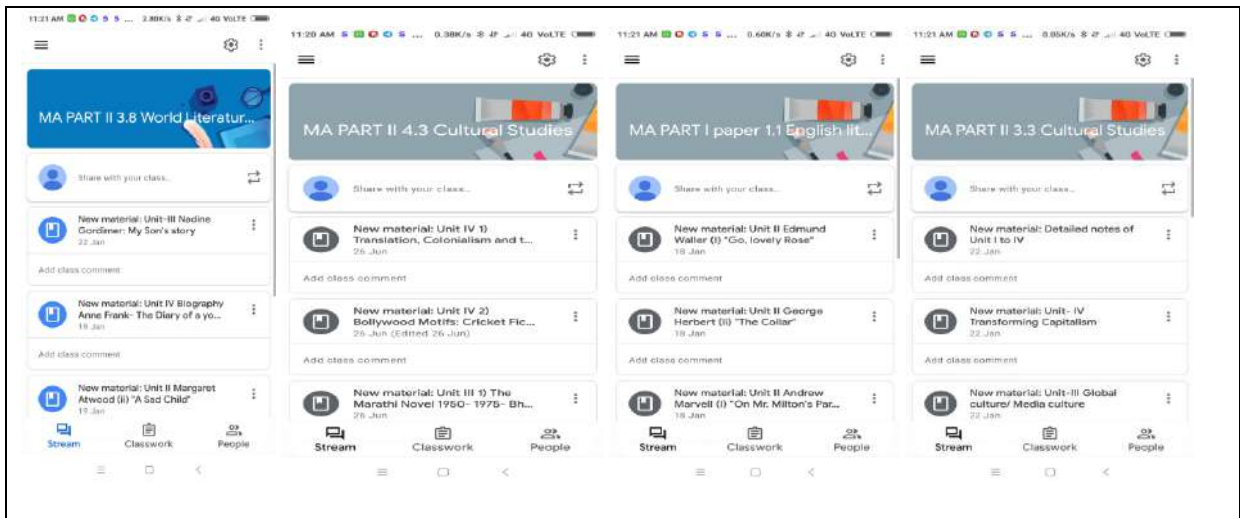 11:21 AM S S ... 2.80K/s 4G VoLTE
MA PART II 3.8 World Literatur...
Share with your class...
New material: Unit-III Nadine
Gordimer: My Son's story
22 Jan
Add class comment
New material: Unit IV Biography
Anne Frank- The Diary of a yo...
19 Jan
Add class comment
New material: Unit II Margaret
Atwood (ii) "A Sad Child"
19 Jan
Stream Classwork People
11:20 AM S S ... 0.38K/s 4G VoLTE
MA PART II 4.3 Cultural Studies
Share with your class...
New material: Unit IV 1)
Translation, Colonialism and t...
26 Jun
Add class comment
New material: Unit IV 2)
Bollywood Motifs: Cricket Fic...
26 Jun (Edited 26 Jun)
Add class comment
New material: Unit III 1) The
Marathi Novel 1950- 1975- Bh...
26 Jun
Stream Classwork People
11:21 AM S S ... 0.60K/s 4G VoLTE
MA PART I paper 1.1 English lit...
Share with your class...
New material: Unit II Edmund
Waller (i) "Go, lovely Rose"
18 Jan
Add class comment
New material: Unit II George
Herbert (ii) "The Collar"
18 Jan
Add class comment
New material: Unit II Andrew
Marvell (i) "On Mr. Milton's Par...
18 Jan
Stream Classwork People
11:21 AM S S ... 0.05K/s 4G VoLTE
MA PART II 3.3 Cultural Studies
Share with your class...
New material: Detailed notes of
Unit I to IV
22 Jan
Add class comment
New material: Unit- IV
Transforming Capitalism
22 Jan
Add class comment
New material: Unit-III Global
culture/ Media culture
22 Jan
Stream Classwork People